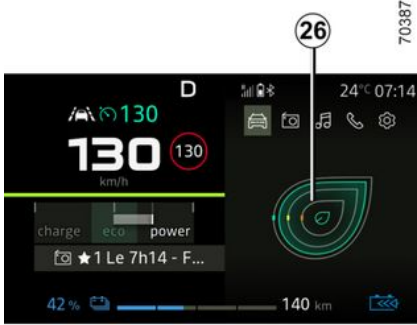 26
70387
D
24°C 07:14
130
130
130
km/h
charge eco power
1 Le 7h14 - F...
42 % 140 km